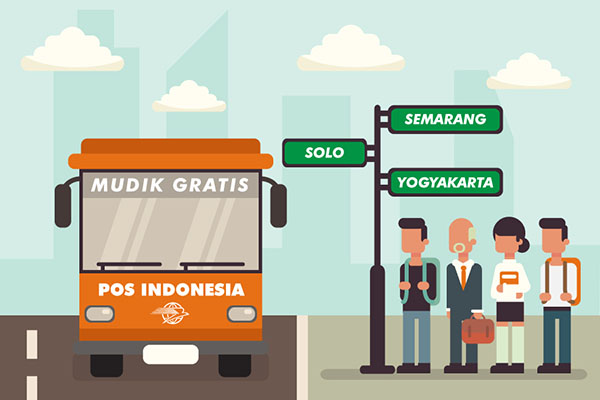 SEMARANG
SOLO
YOGYAKARTA
MUDIK GRATIS
POS INDONESIA